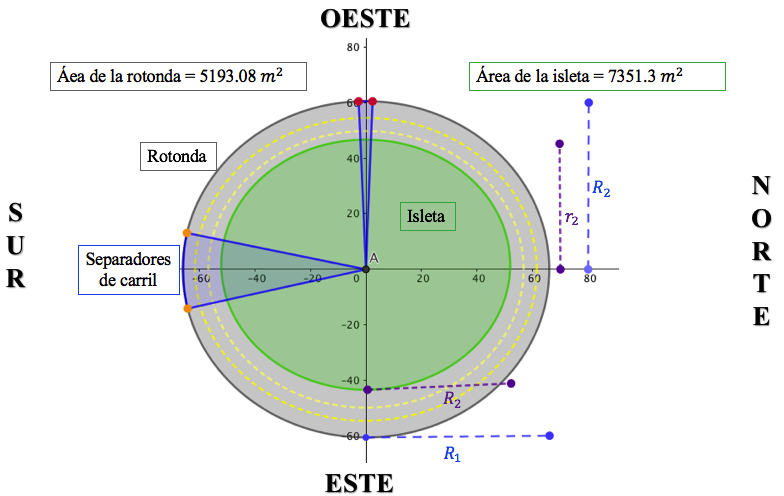 OESTE
80
Áea de la rotonda = 5193.08 m²
Área de la isleta = 7351.3 m²
60
Rotonda
40
R₂
r₂
20
Isleta
S
U
R
N
O
R
T
E
Separadores
de carril
A
-60
-40
-20
0
20
40
60
80
-20
-40
R₂
60
R₁
ESTE